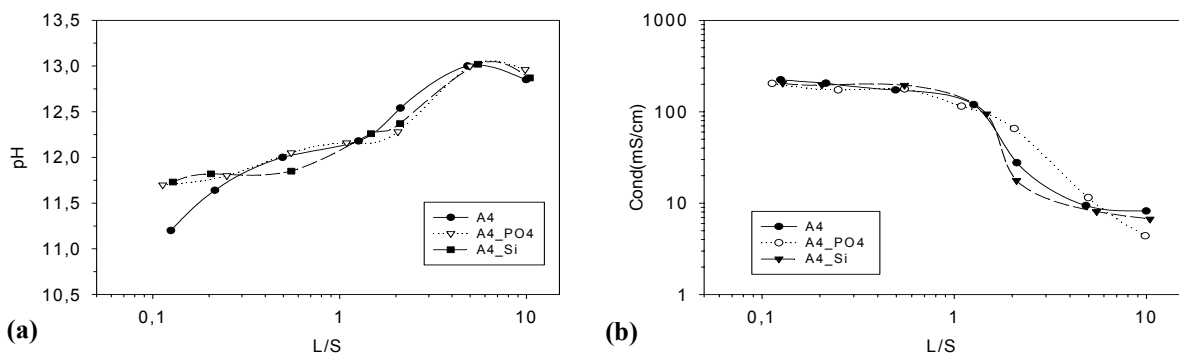 13,5
13,0
12,5
12,0
11,5
11,0
10,5
pH
A4
A4_PO4
A4_Si
0,1
1
10
L/S
(a)
1000
100
10
1
Cond(mS/cm)
A4
A4_PO4
A4_Si
0,1
1
10
L/S
(b)